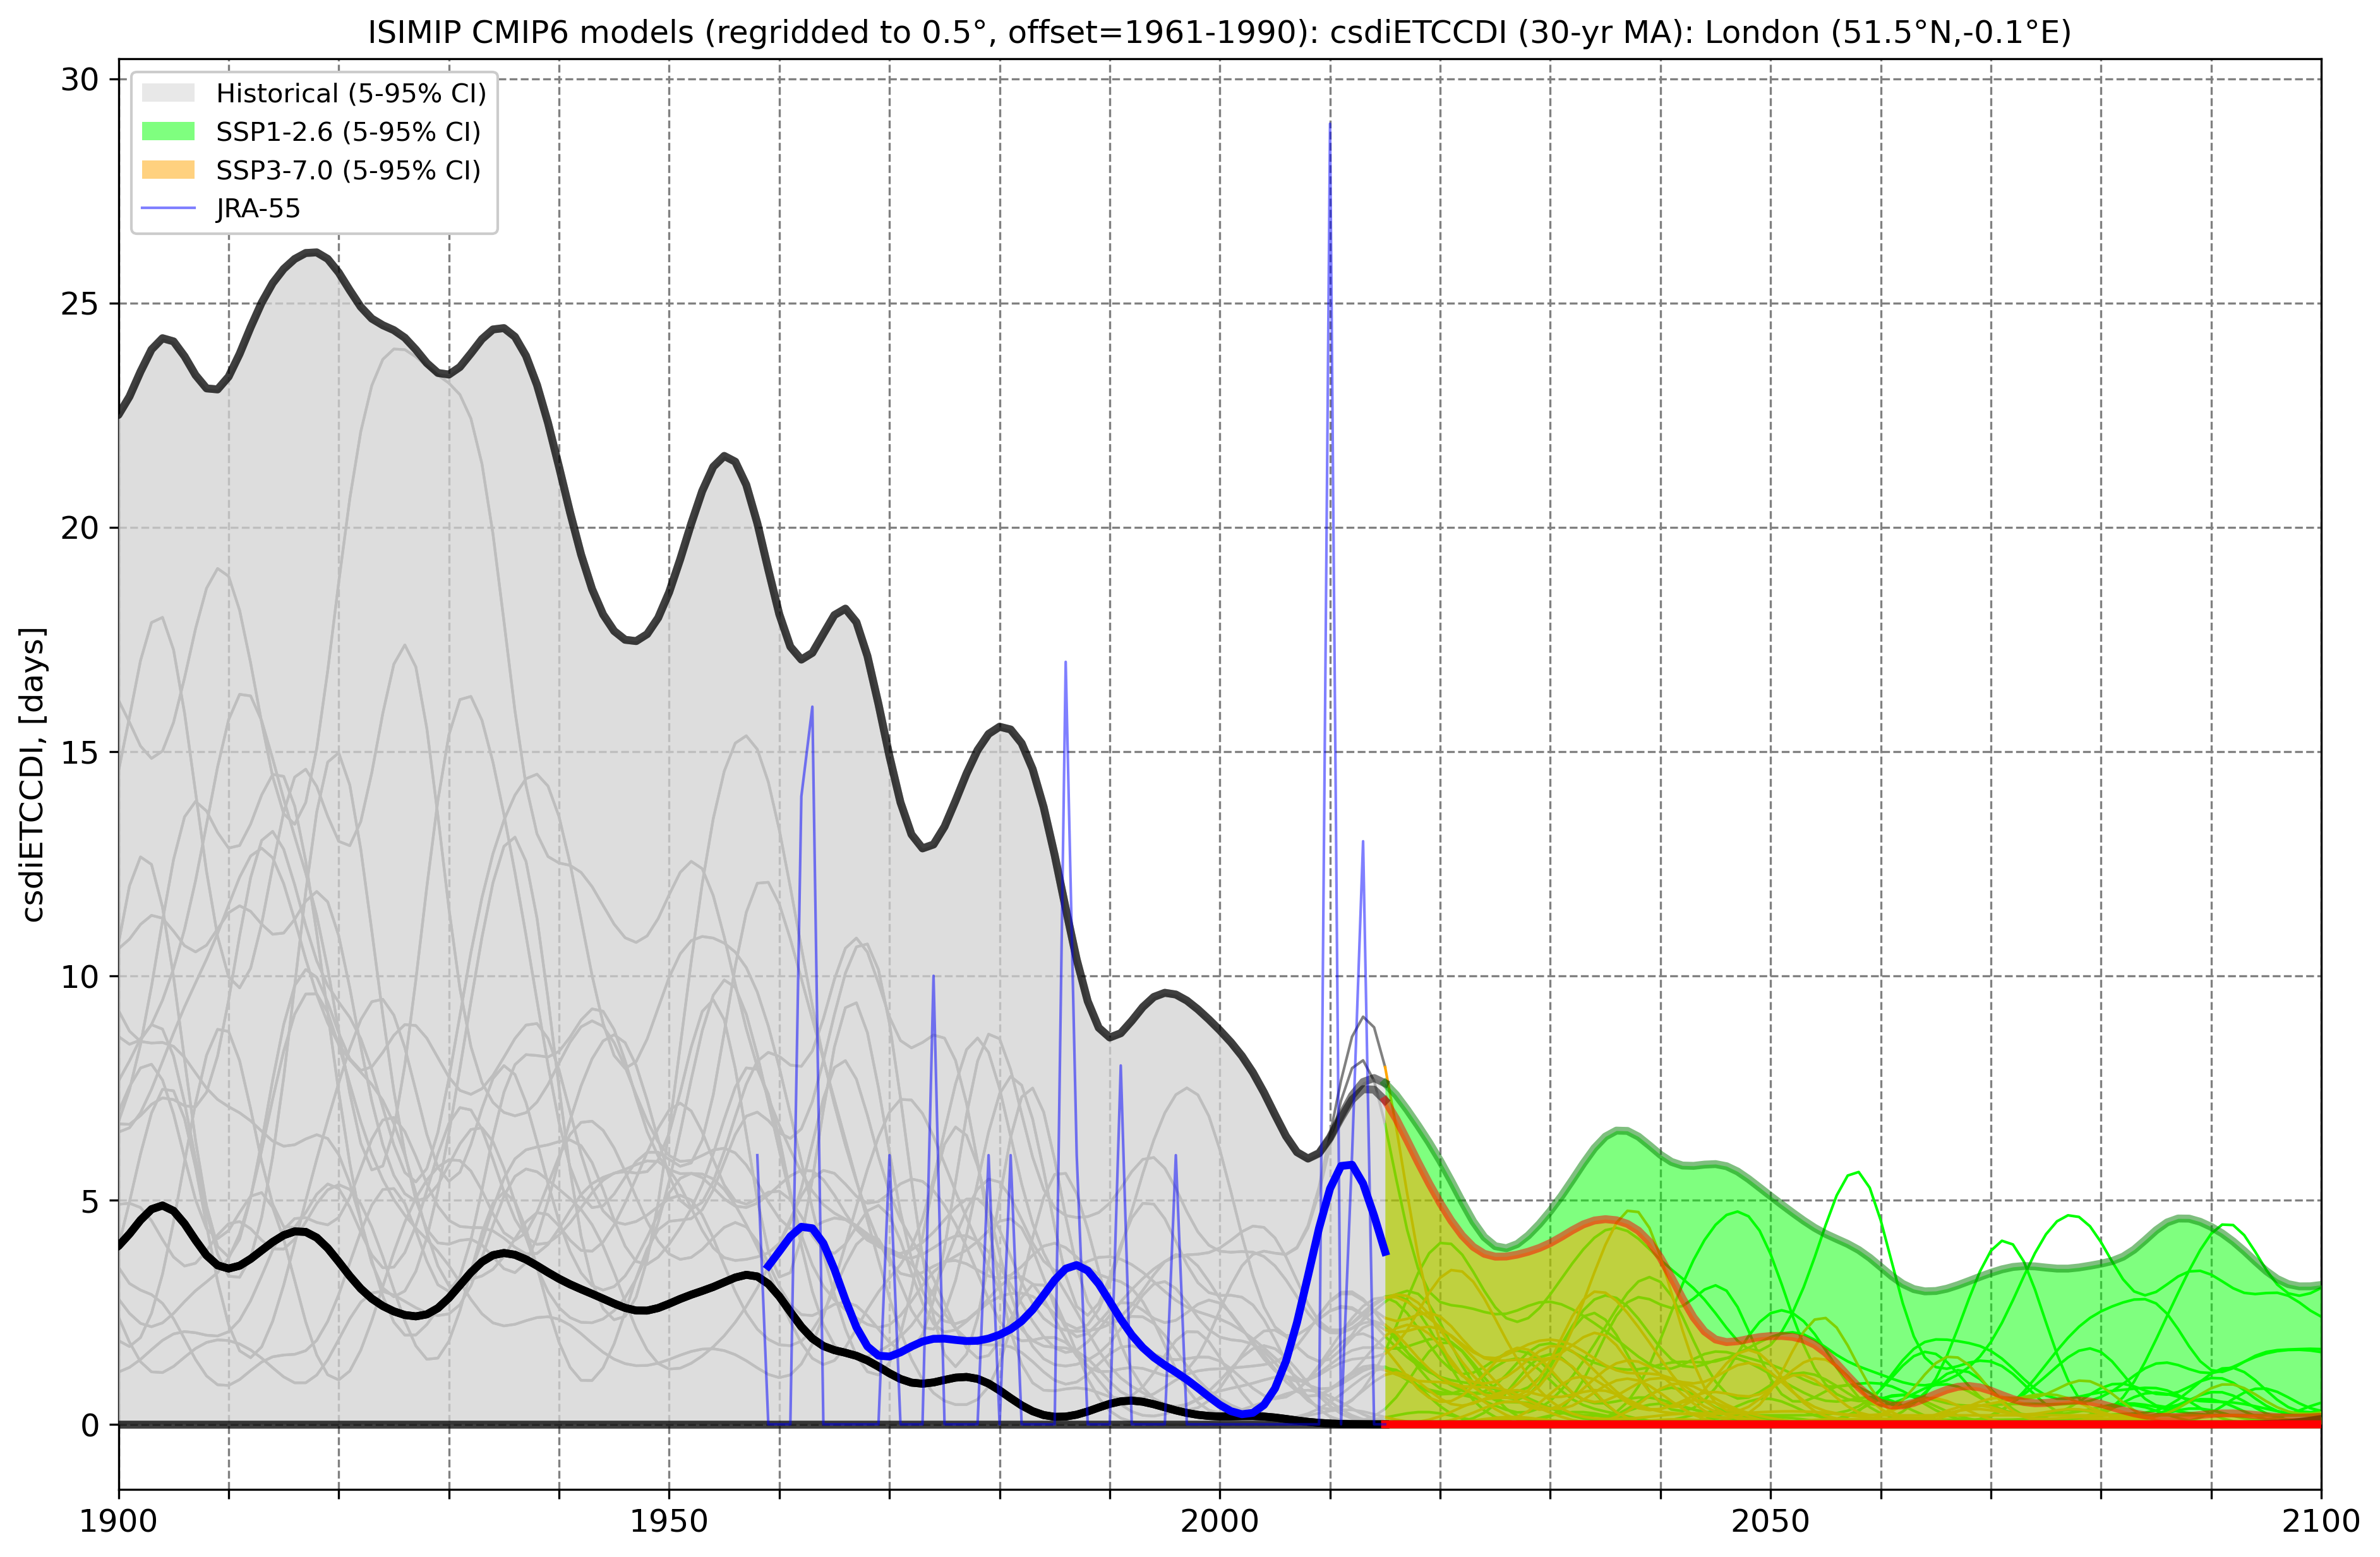 ISIMIP CMIP6 models (regridded to 0.5°, offset=1961-1990): csdiETCCDI (30-yr MA): London (51.5°N,-0.1°E)
Historical (5-95% CI)
SSP1-2.6 (5-95% CI)
SSP3-7.0 (5-95% CI)
JRA-55
csdiETCCDI, [days]
30
25
20
15
10
5
0
1900
1950
2000
2050
2100